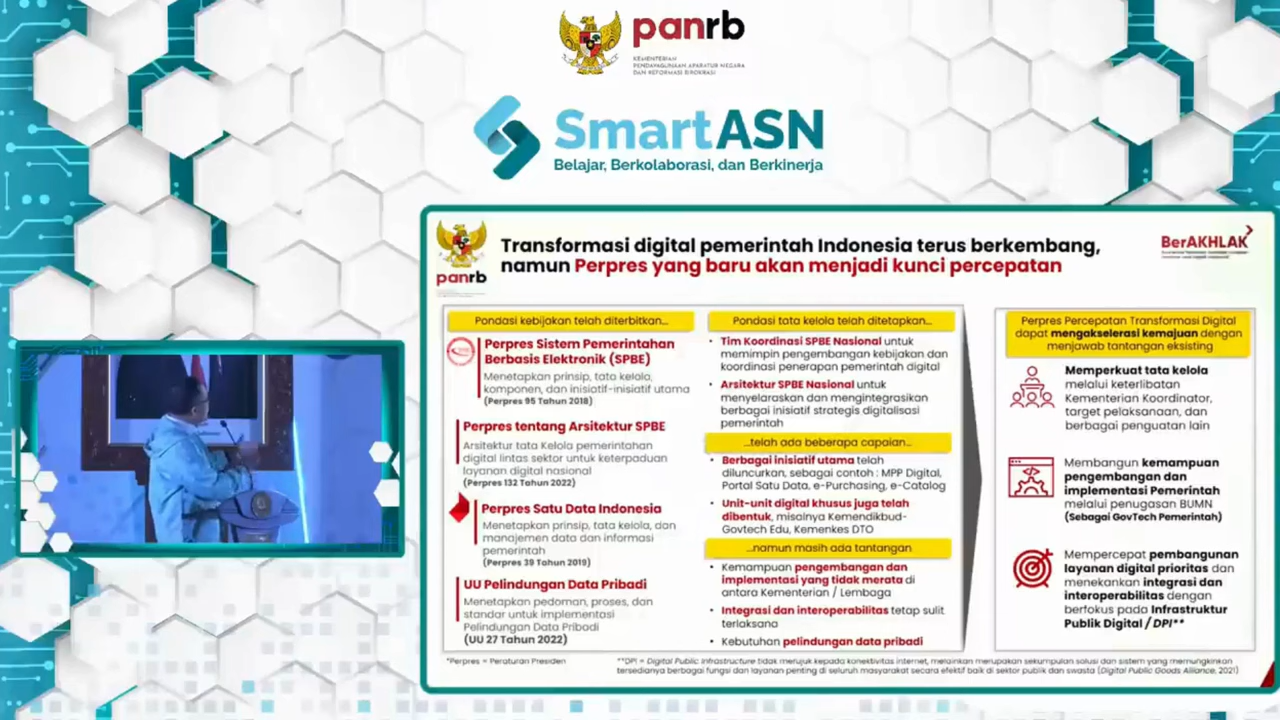 panrb
KEMENTERIAN
PENDAYAGUNAAN APARATUR NEGARA
DAN REFORMASI BIROKRASI
SmartASN
Belajar, Berkolaborasi, dan Berkinerja
panrb
Transformasi digital pemerintah Indonesia terus berkembang,
namun Perpres yang baru akan menjadi kunci percepatan
BerAKHLAK
Pondasi kebijakan telah diterbitkan...
Perpres Sistem Pemerintahan
Berbasis Elektronik (SPBE)
Menetapkan prinsip, tata kelola,
komponen, dan inisiatif-inisiatif utama
(Perpres 95 Tahun 2018)
Perpres tentang Arsitektur SPBE
Arsitektur tata Kelola pemerintahan
digital lintas sektor untuk keterpaduan
layanan digital nasional
(Perpres 132 Tahun 2022)
Perpres Satu Data Indonesia
Menetapkan prinsip, tata kelola, dan
manajemen data dan informasi
pemerintah
(Perpres 39 Tahun 2019)
UU Pelindungan Data Pribadi
Menetapkan pedoman, proses, dan
standar untuk implementasi
Pelindungan Data Pribadi
(UU 27 Tahun 2022)
Pondasi tata kelola telah ditetapkan...
• Tim Koordinasi SPBE Nasional untuk
memimpin pengembangan kebijakan dan
koordinasi penerapan pemerintah digital
• Arsitektur SPBE Nasional untuk
menyelaraskan dan mengintegrasikan
berbagai inisiatif strategis digitalisasi
pemerintah
...telah ada beberapa capaian...
• Berbagai inisiatif utama telah
diluncurkan, sebagai contoh : MPP Digital,
Portal Satu Data, e-Purchasing, e-Catalog
• Unit-unit digital khusus juga telah
dibentuk, misalnya Kemendikbud-
Govtech Edu, Kemenkes DTO
...namun masih ada tantangan
• Kemampuan pengembangan dan
implementasi yang tidak merata di
antara Kementerian / Lembaga
• Integrasi dan interoperabilitas tetap sulit
terlaksana
• Kebutuhan pelindungan data pribadi
Perpres Percepatan Transformasi Digital
dapat mengakselerasi kemajuan dengan
menjawab tantangan eksisting
Memperkuat tata kelola
melalui keterlibatan
Kementerian Koordinator,
target pelaksanaan, dan
berbagai penguatan lain
Membangun kemampuan
pengembangan dan
implementasi Pemerintah
melalui penugasan BUMN
(Sebagai GovTech Pemerintah)
Mempercepat pembangunan
layanan digital prioritas dan
menekankan integrasi dan
interoperabilitas dengan
berfokus pada Infrastruktur
Publik Digital / DPI**
*Perpres = Peraturan Presiden
**DPI = Digital Public Infrastructure tidak merujuk kepada konektivitas internet, melainkan merupakan sekumpulan solusi dan sistem yang memungkinkan
tersedianya berbagai fungsi dan layanan penting di seluruh masyarakat secara efektif baik di sektor publik dan swasta (Digital Public Goods Alliance, 2021)